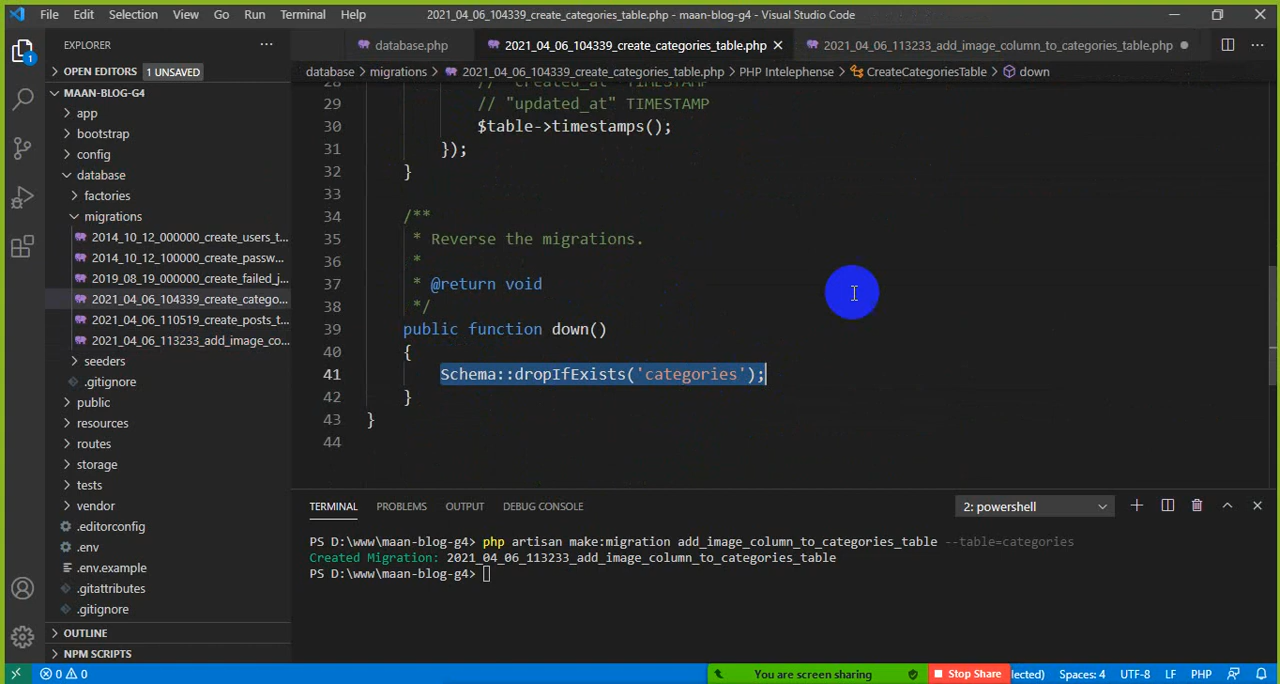 File Edit Selection View Go Run Terminal Help 2021_04_06_104339_create_categories_table.php - maan-blog-g4 - Visual Studio Code
EXPLORER
database.php 2021_04_06_104339_create_categories_table.php 2021_04_06_113233_add_image_column_to_categories_table.php
OPEN EDITORS 1 UNSAVED
database > migrations > 2021_04_06_104339_create_categories_table.php > PHP Intelephense > CreateCategoriesTable > down
MAAN-BLOG-G4
app
bootstrap
config
database
factories
migrations
2014_10_12_000000_create_users_t...
2014_10_12_100000_create_passw...
2019_08_19_000000_create_failed_j...
2021_04_06_104339_create_catego...
2021_04_06_110519_create_posts_t...
2021_04_06_113233_add_image_co...
seeders
.gitignore
public
resources
routes
storage
tests
vendor
.editorconfig
.env
.env.example
.gitattributes
.gitignore
OUTLINE
NPM SCRIPTS
28 // "created_at" TIMESTAMP
29 // "updated_at" TIMESTAMP
30 $table->timestamps();
31 });
32 }
33
34 /**
35 * Reverse the migrations.
36 *
37 * @return void
38 */
39 public function down()
40 {
41 Schema::dropIfExists('categories');
42 }
43 }
44
TERMINAL PROBLEMS OUTPUT DEBUG CONSOLE 2: powershell
PS D:\www\maan-blog-g4> php artisan make:migration add_image_column_to_categories_table --table=categories
Created Migration: 2021_04_06_113233_add_image_column_to_categories_table
PS D:\www\maan-blog-g4>
1
0 0 You are screen sharing Stop Share lected) Spaces: 4 UTF-8 LF PHP